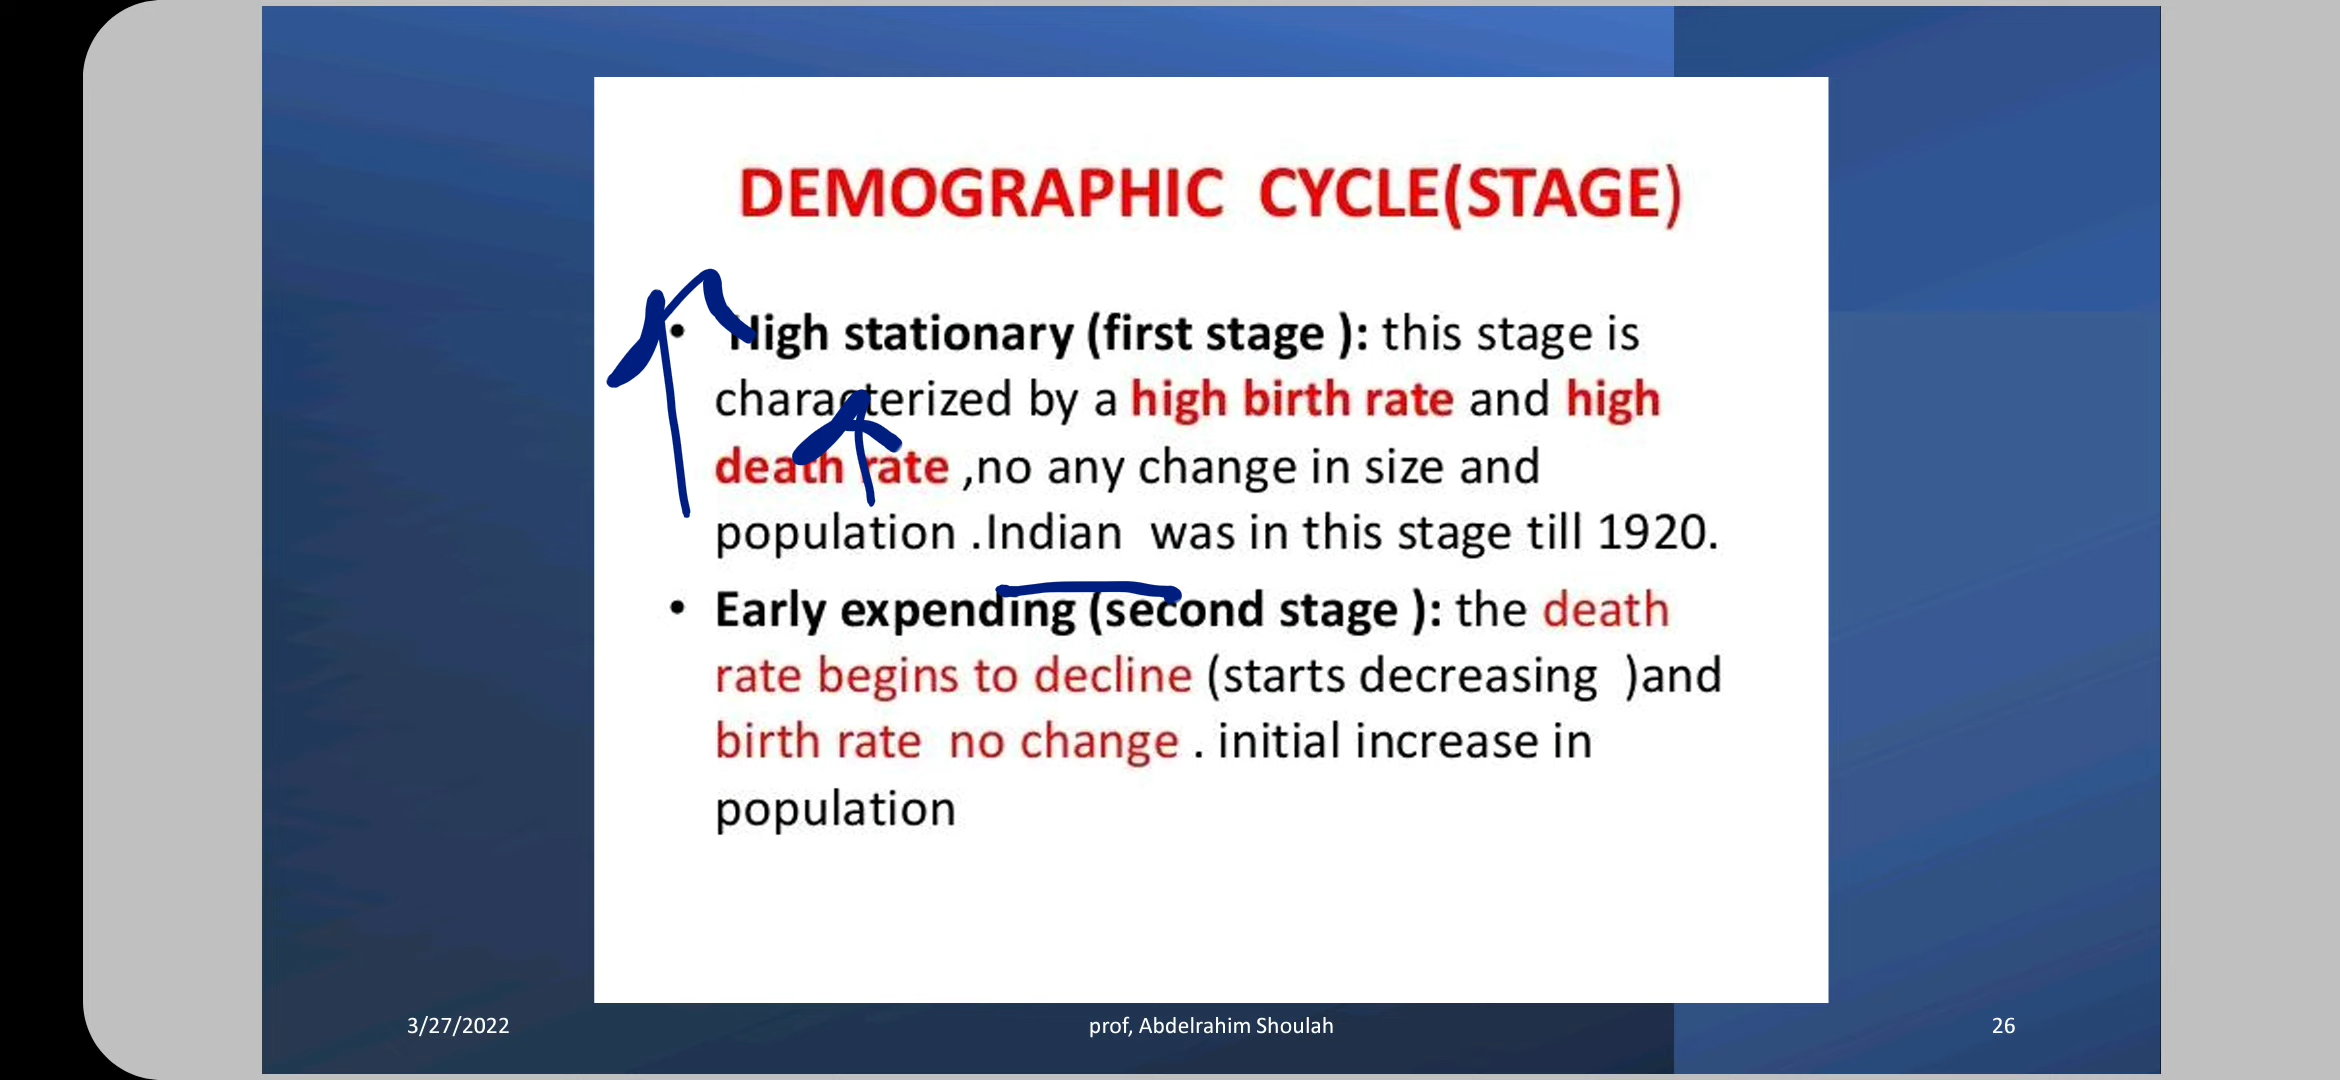 DEMOGRAPHIC CYCLE(STAGE)
• High stationary (first stage ): this stage is
characterized by a high birth rate and high
death rate ,no any change in size and
population .Indian was in this stage till 1920.
• Early expending (second stage ): the death
rate begins to decline (starts decreasing )and
birth rate no change . initial increase in
population
3/27/2022 prof, Abdelrahim Shoulah 26